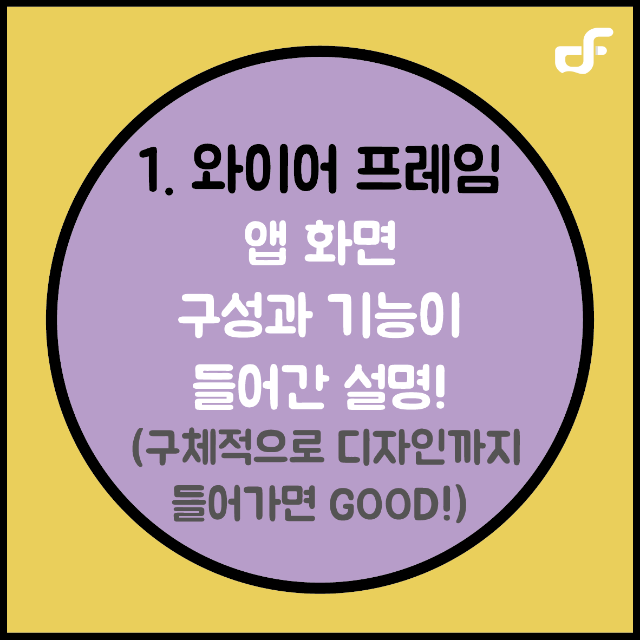 1. 와이어 프레임
앱 화면
구성과 기능이
들어간 설명!
(구체적으로 디자인까지
들어가면 GOOD!)